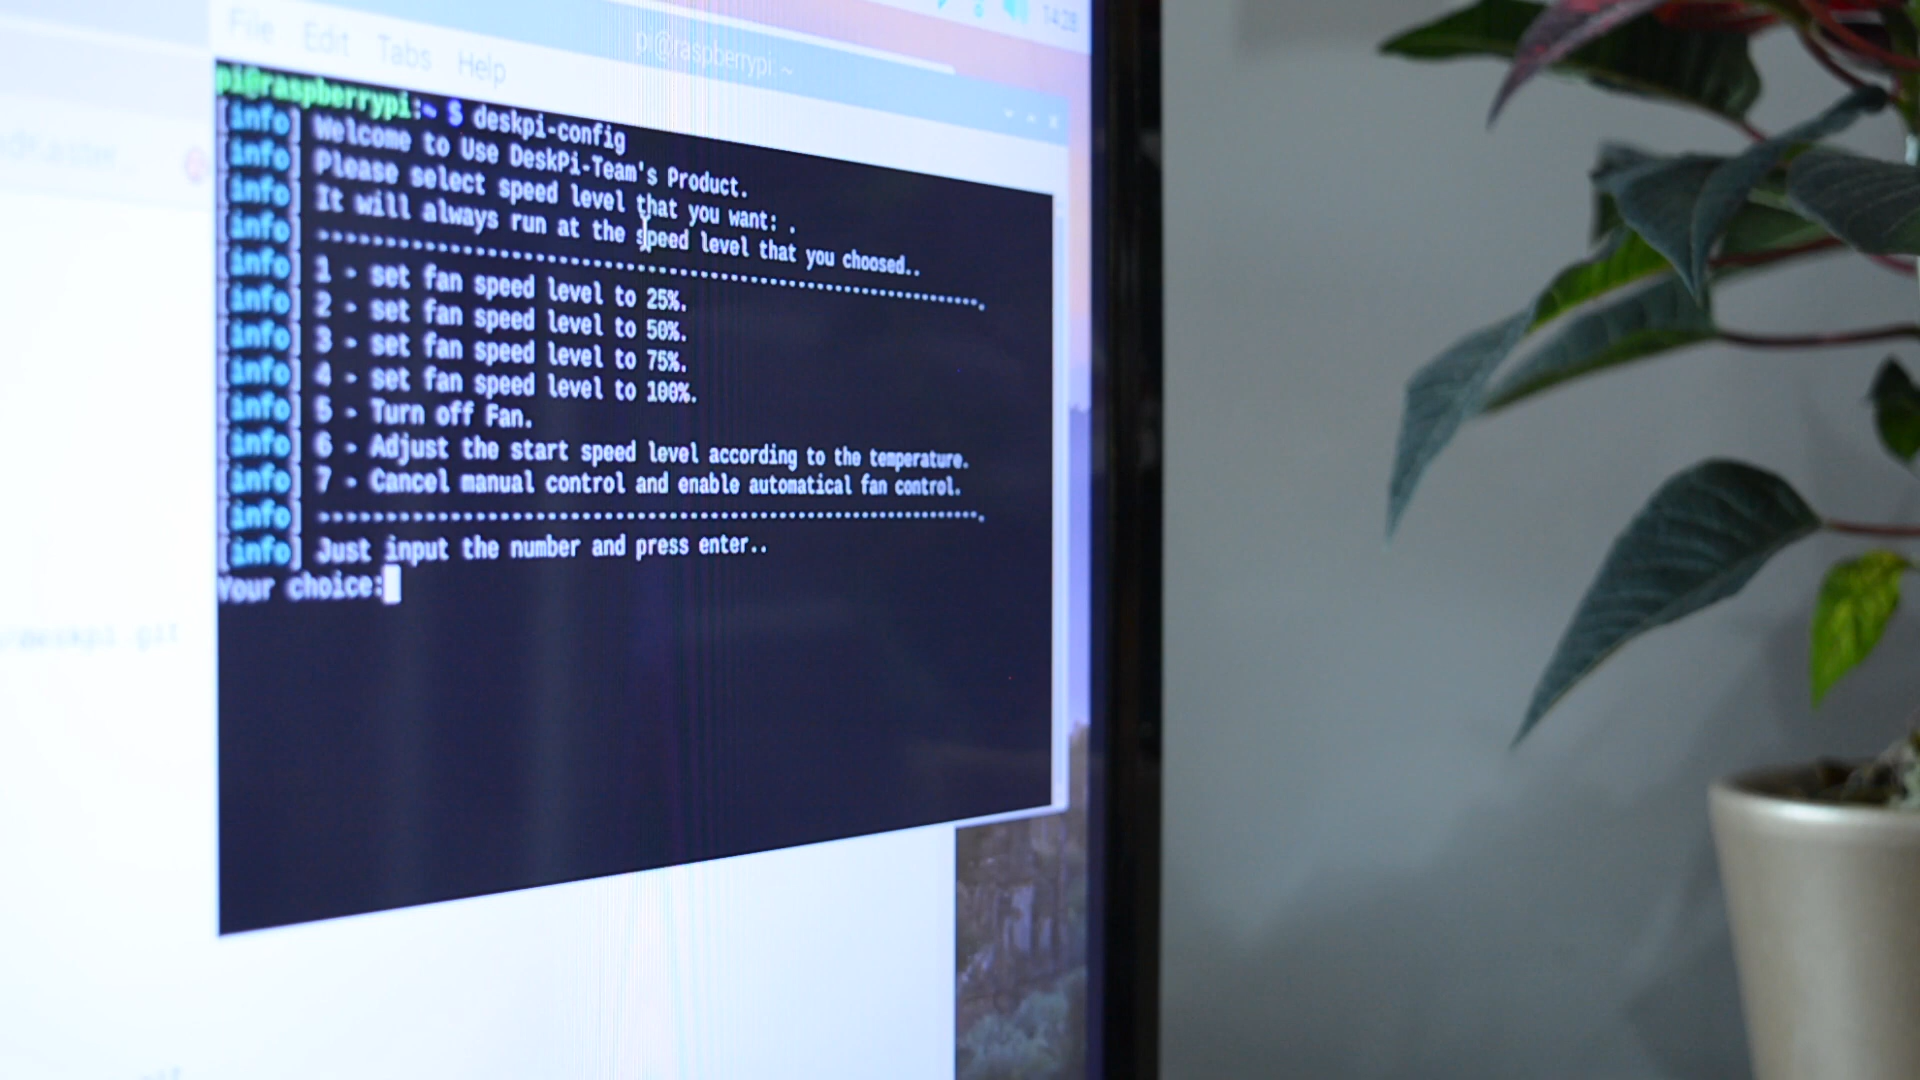 14:28
File Edit Tabs Help
pi@raspberrypi: ~
pi@raspberrypi:~ $ deskpi-config
[info] Welcome to Use DeskPi-Team's Product.
[info] Please select speed level that you want: .
[info] It will always run at the speed level that you choosed..
[info] --------------------------------------------------------.
[info] 1 - set fan speed level to 25%.
[info] 2 - set fan speed level to 50%.
[info] 3 - set fan speed level to 75%.
[info] 4 - set fan speed level to 100%.
[info] 5 - Turn off Fan.
[info] 6 - Adjust the start speed level according to the temperature.
[info] 7 - Cancel manual control and enable automatical fan control.
[info] --------------------------------------------------------.
[info] Just input the number and press enter..
Your choice:
/deskpi.git